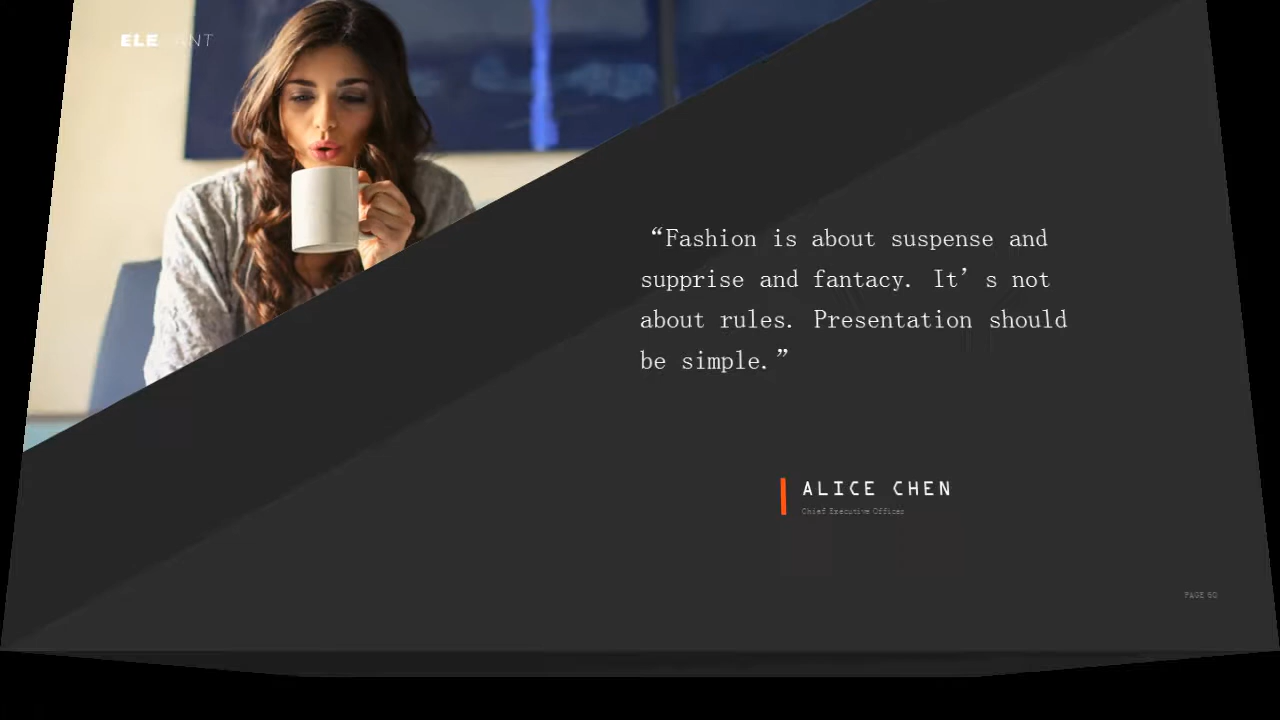 ELE ANT
“Fashion is about suspense and
supprise and fantacy. It’s not
about rules. Presentation should
be simple.”
ALICE CHEN
Chief Executive Officer
PAGE 60